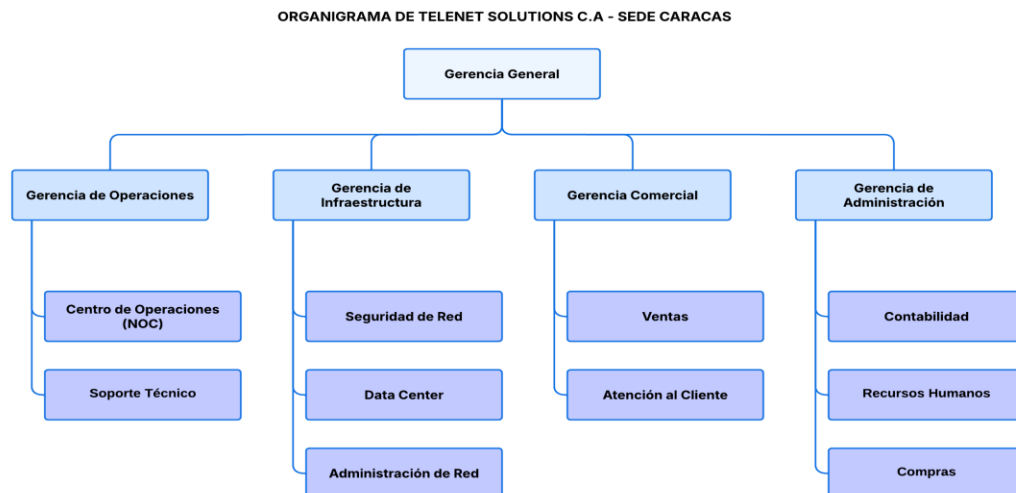 ORGANIGRAMA DE TELENET SOLUTIONS C.A - SEDE CARACAS
Gerencia General
Gerencia de Operaciones
Gerencia de
Infraestructura
Gerencia Comercial
Gerencia de
Administración
Centro de Operaciones
(NOC)
Seguridad de Red
Ventas
Contabilidad
Soporte Técnico
Data Center
Atención al Cliente
Recursos Humanos
Administración de Red
Compras